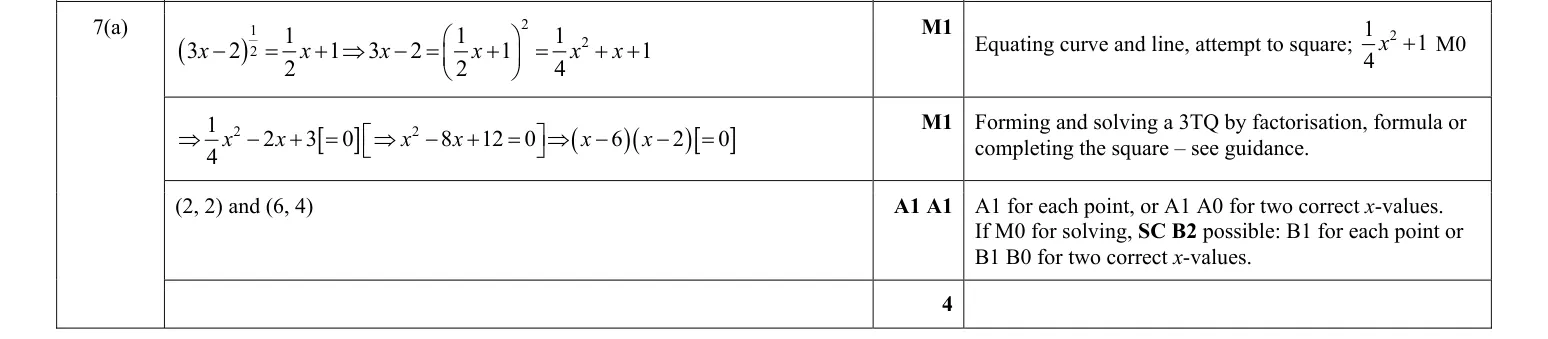 7(a)
(3x − 2)^{1/2} = 1/2 x + 1 ⇒ 3x − 2 = (1/2 x + 1)^2 = 1/4 x^2 + x + 1
M1
Equating curve and line, attempt to square; 1/4 x^2 + 1 M0
⇒ 1/4 x^2 − 2x + 3[= 0][⇒ x^2 − 8x + 12 = 0] ⇒ (x − 6)(x − 2)[= 0]
M1
Forming and solving a 3TQ by factorisation, formula or
completing the square – see guidance.
(2, 2) and (6, 4)
A1 A1
A1 for each point, or A1 A0 for two correct x-values.
If M0 for solving, SC B2 possible: B1 for each point or
B1 B0 for two correct x-values.
4